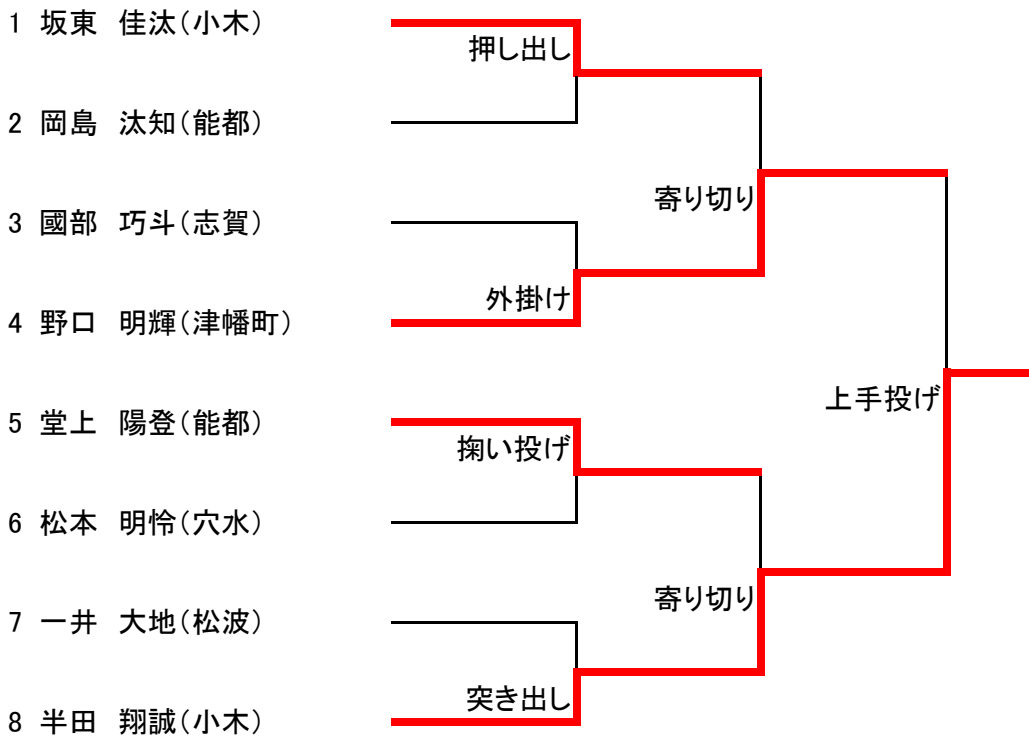 1 坂東 佳汰(小木)
押し出し
2 岡島 汰知(能都)
寄り切り
3 國部 巧斗(志賀)
外掛け
4 野口 明輝(津幡町)
上手投げ
5 堂上 陽登(能都)
掬い投げ
6 松本 明怜(穴水)
寄り切り
7 一井 大地(松波)
突き出し
8 半田 翔誠(小木)